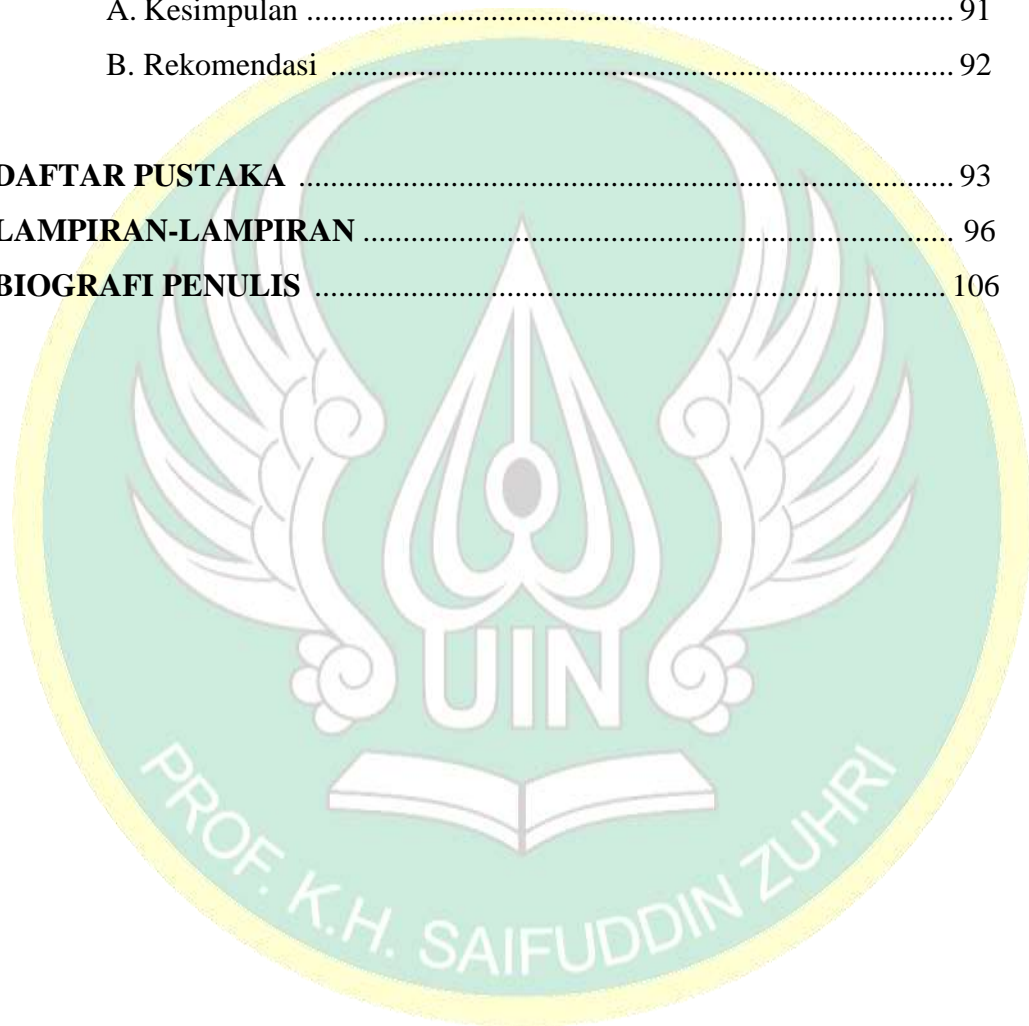 A. Kesimpulan ................................................................................ 91
B. Rekomendasi ............................................................................. 92
DAFTAR PUSTAKA ................................................................................. 93
LAMPIRAN-LAMPIRAN ......................................................................... 96
BIOGRAFI PENULIS .............................................................................. 106
UIN
PROF. K.H. SAIFUDDIN ZUHRI